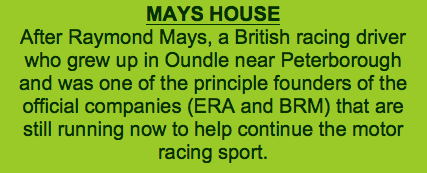 MAYS HOUSE
After Raymond Mays, a British racing driver
who grew up in Oundle near Peterborough
and was one of the principle founders of the
official companies (ERA and BRM) that are
still running now to help continue the motor
racing sport.